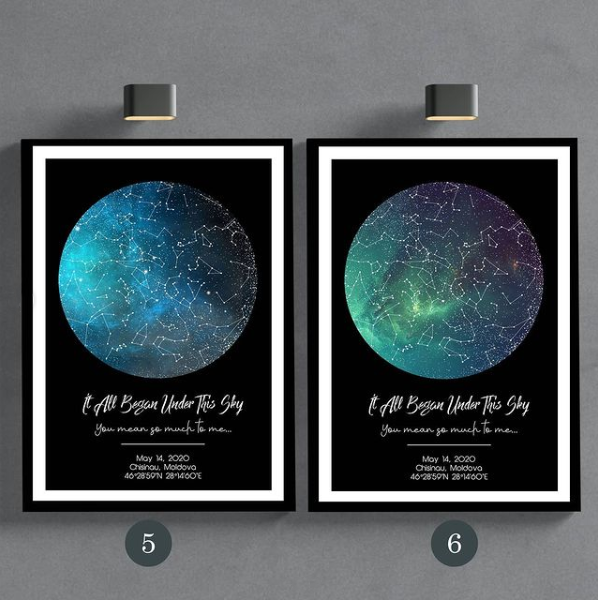 It All Began Under This Sky
You mean so much to me...
May 14, 2020
Chisinau, Moldova
46°28'59"N 28°14'60"E
5
It All Began Under This Sky
You mean so much to me...
May 14, 2020
Chisinau, Moldova
46°28'59"N 28°14'60"E
6